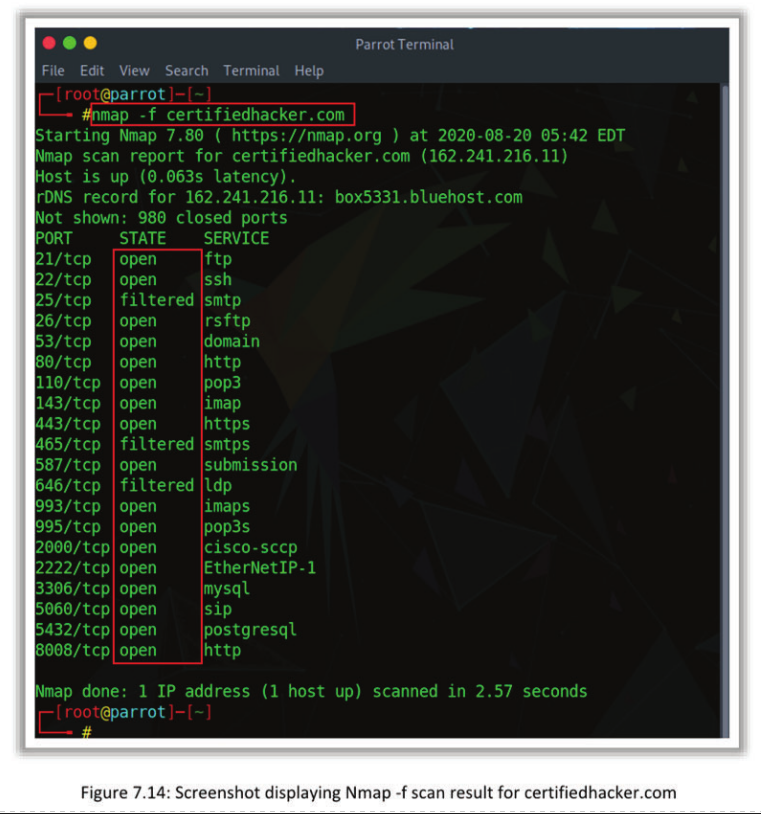 Parrot Terminal
File Edit View Search Terminal Help
[root@parrot]-[~]
#nmap -f certifiedhacker.com
Starting Nmap 7.80 ( https://nmap.org ) at 2020-08-20 05:42 EDT
Nmap scan report for certifiedhacker.com (162.241.216.11)
Host is up (0.063s latency).
rDNS record for 162.241.216.11: box5331.bluehost.com
Not shown: 980 closed ports
PORT STATE SERVICE
21/tcp open ftp
22/tcp open ssh
25/tcp filtered smtp
26/tcp open rsftp
53/tcp open domain
80/tcp open http
110/tcp open pop3
143/tcp open imap
443/tcp open https
465/tcp filtered smtps
587/tcp open submission
646/tcp filtered ldp
993/tcp open imaps
995/tcp open pop3s
2000/tcp open cisco-sccp
2222/tcp open EtherNetIP-1
3306/tcp open mysql
5060/tcp open sip
5432/tcp open postgresql
8008/tcp open http
Nmap done: 1 IP address (1 host up) scanned in 2.57 seconds
[root@parrot]-[~]
#
Figure 7.14: Screenshot displaying Nmap -f scan result for certifiedhacker.com